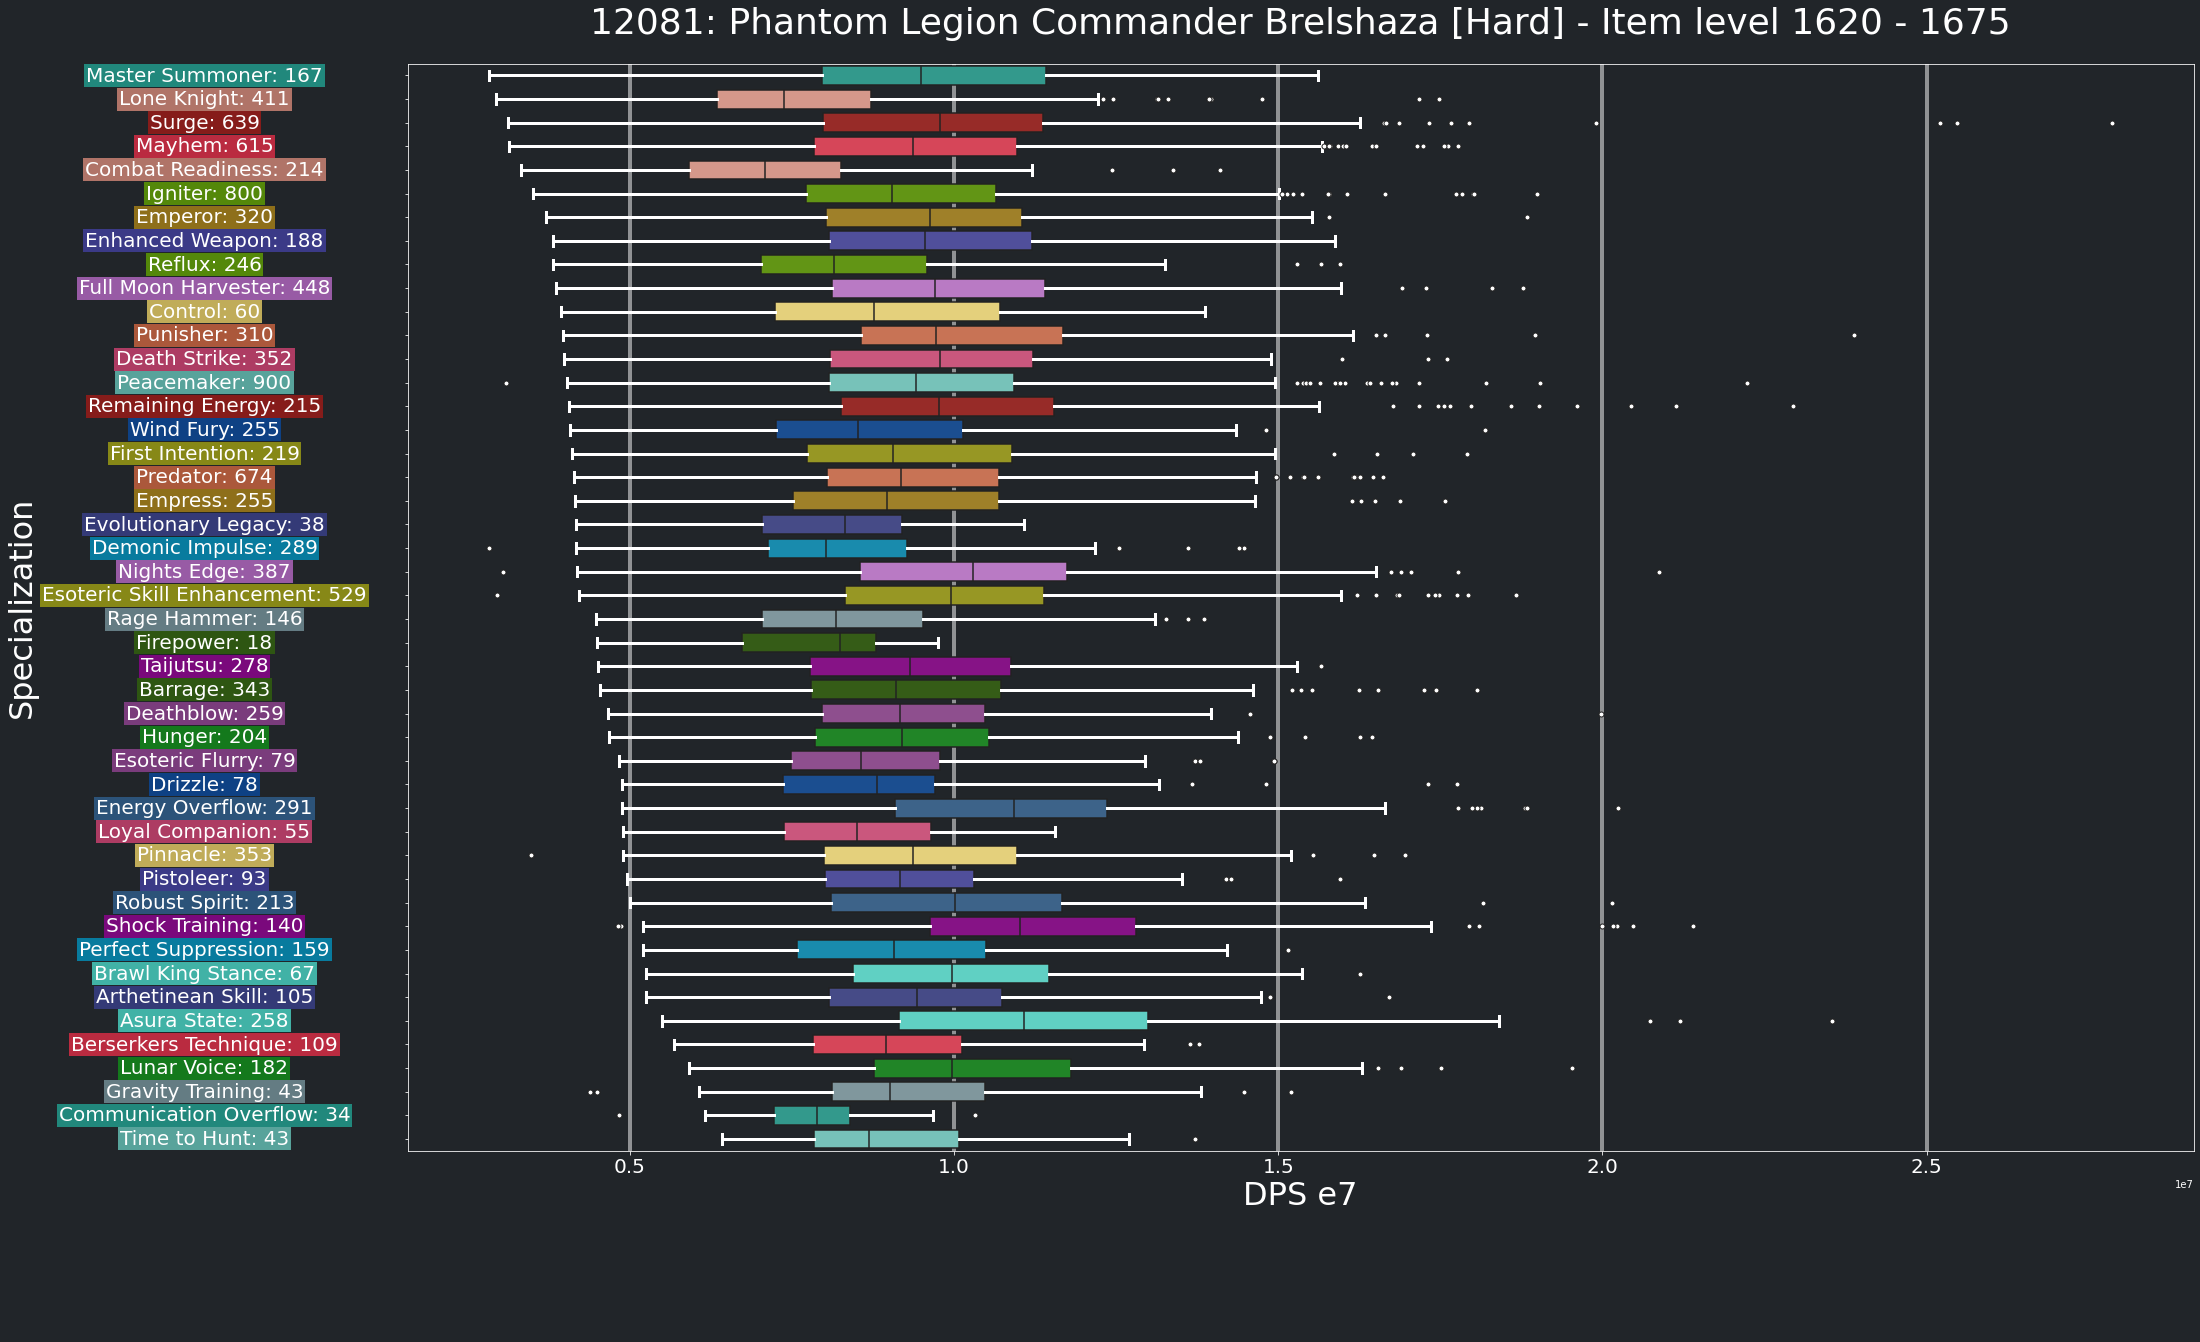 12081: Phantom Legion Commander Brelshaza [Hard] - Item level 1620 - 1675
Specialization
Master Summoner: 167
Lone Knight: 411
Surge: 639
Mayhem: 615
Combat Readiness: 214
Igniter: 800
Emperor: 320
Enhanced Weapon: 188
Reflux: 246
Full Moon Harvester: 448
Control: 60
Punisher: 310
Death Strike: 352
Peacemaker: 900
Remaining Energy: 215
Wind Fury: 255
First Intention: 219
Predator: 674
Empress: 255
Evolutionary Legacy: 38
Demonic Impulse: 289
Nights Edge: 387
Esoteric Skill Enhancement: 529
Rage Hammer: 146
Firepower: 18
Taijutsu: 278
Barrage: 343
Deathblow: 259
Hunger: 204
Esoteric Flurry: 79
Drizzle: 78
Energy Overflow: 291
Loyal Companion: 55
Pinnacle: 353
Pistoleer: 93
Robust Spirit: 213
Shock Training: 140
Perfect Suppression: 159
Brawl King Stance: 67
Arthetinean Skill: 105
Asura State: 258
Berserkers Technique: 109
Lunar Voice: 182
Gravity Training: 43
Communication Overflow: 34
Time to Hunt: 43
0.5 1.0 1.5 2.0 2.5
1e7
DPS e7